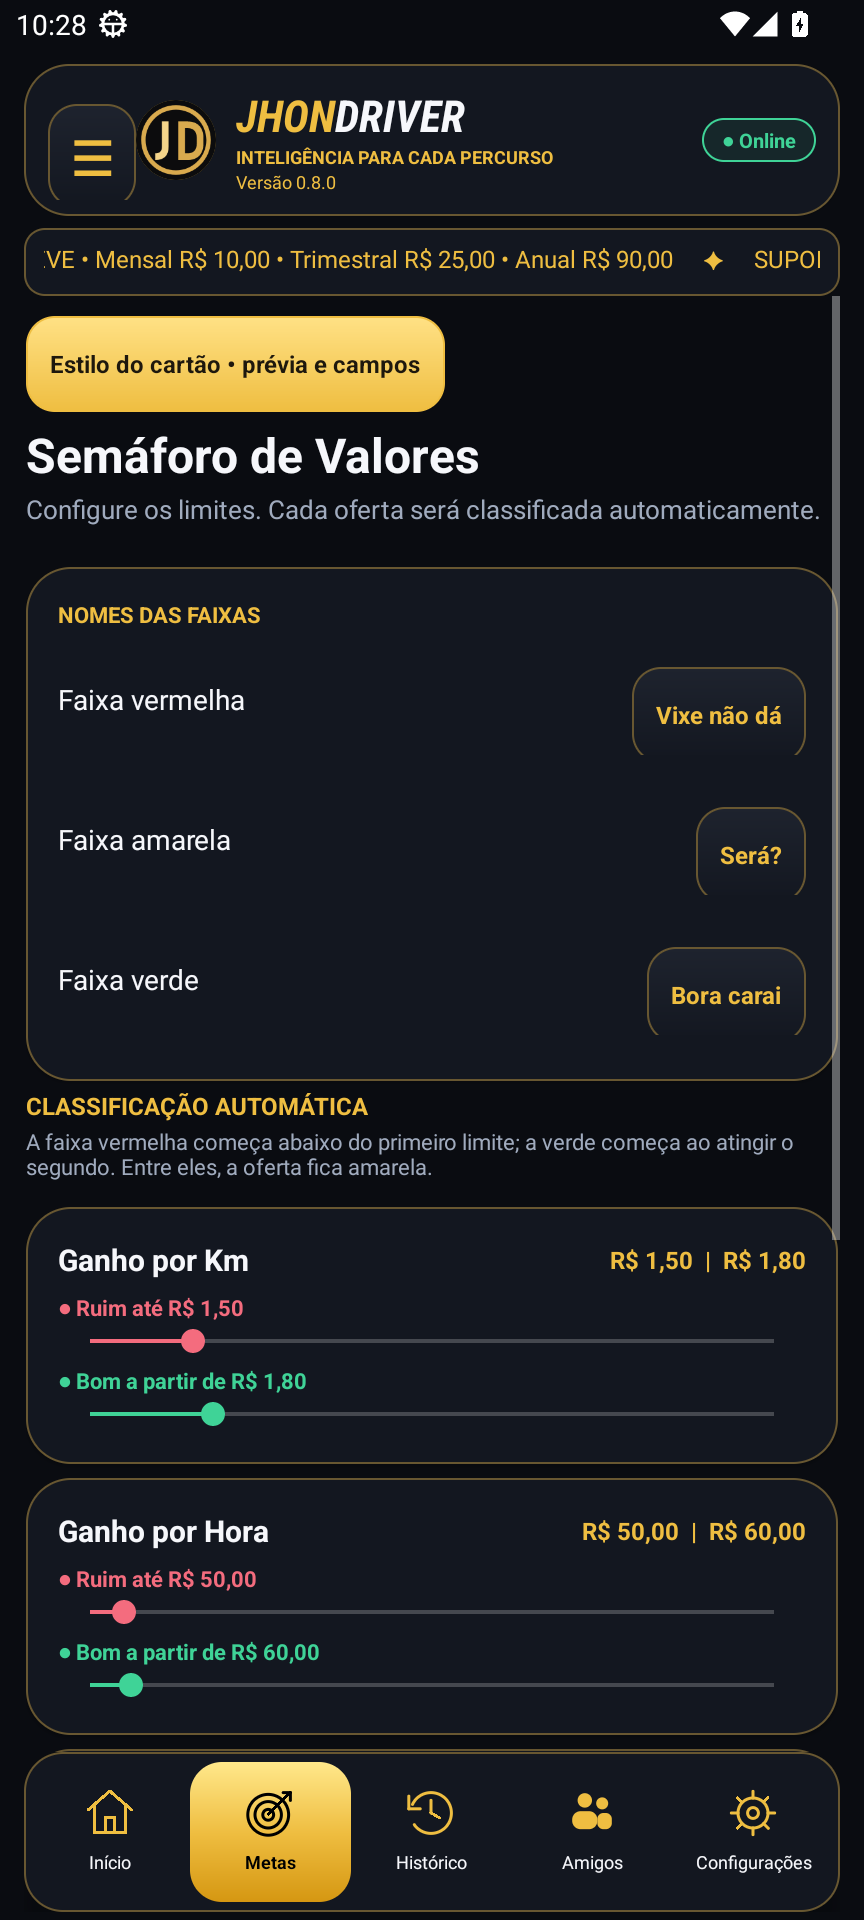 10:28
JD
JHONDRIVER
INTELIGÊNCIA PARA CADA PERCURSO
Versão 0.8.0
● Online
VE • Mensal R$ 10,00 • Trimestral R$ 25,00 • Anual R$ 90,00 ✦ SUPO
Estilo do cartão • prévia e campos
Semáforo de Valores
Configure os limites. Cada oferta será classificada automaticamente.
NOMES DAS FAIXAS
Faixa vermelha
Vixe não dá
Faixa amarela
Será?
Faixa verde
Bora carai
CLASSIFICAÇÃO AUTOMÁTICA
A faixa vermelha começa abaixo do primeiro limite; a verde começa ao atingir o
segundo. Entre eles, a oferta fica amarela.
Ganho por Km
R$ 1,50 | R$ 1,80
● Ruim até R$ 1,50
● Bom a partir de R$ 1,80
Ganho por Hora
R$ 50,00 | R$ 60,00
● Ruim até R$ 50,00
● Bom a partir de R$ 60,00
Início
Metas
Histórico
Amigos
Configurações